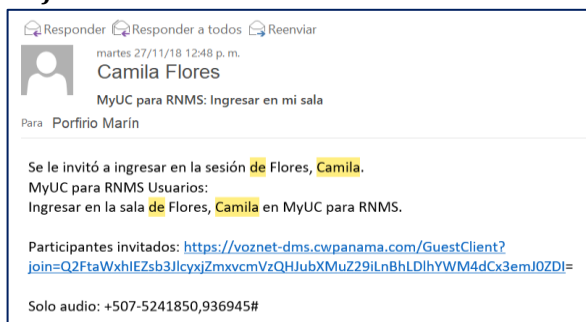 Responder Responder a todos Reenviar
martes 27/11/18 12:48 p. m.
Camila Flores
MyUC para RNMS: Ingresar en mi sala
Para Porfirio Marín
Se le invitó a ingresar en la sesión de Flores, Camila.
MyUC para RNMS Usuarios:
Ingresar en la sala de Flores, Camila en MyUC para RNMS.
Participantes invitados: https://voznet-dms.cwpanama.com/GuestClient?
join=Q2FtaWxhIEZsb3JlcyxjZmxvcmVzQHJubXMuZ29iLnBhLDlhYWM4dCx3emJ0ZDI=
Solo audio: +507-5241850,936945#